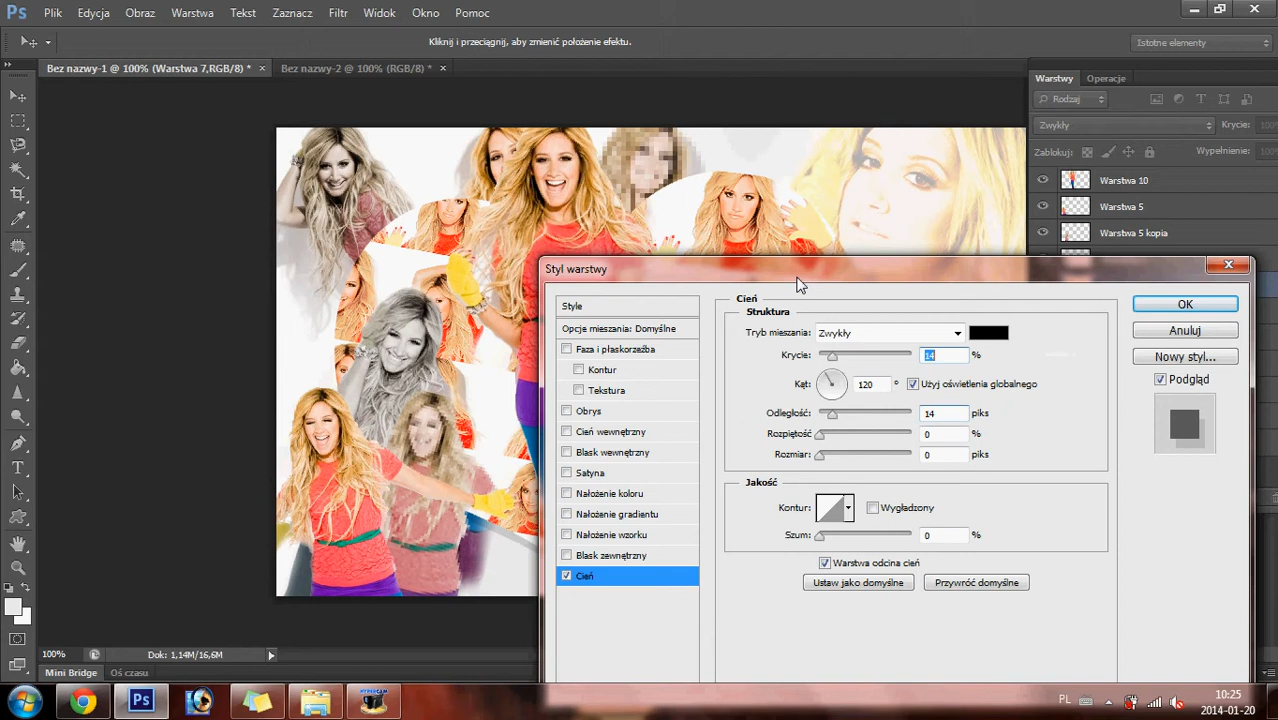 Ps Plik Edycja Obraz Warstwa Tekst Zaznacz Filtr Widok Okno Pomoc
Kliknij i przeciągnij, aby zmienić położenie efektu.
Istotne elementy
Bez nazwy-1 @ 100% (Warstwa 7,RGB/8) *
Bez nazwy-2 @ 100% (RGB/8) *
Warstwy Operacje
Rodzaj
Zwykły Krycie:
Zablokuj: Wypełnienie:
Warstwa 10
Warstwa 5
Warstwa 5 kopia
Styl warstwy
Style
Opcje mieszania: Domyślne
Faza i płaskorzeźba
Kontur
Tekstura
Obrys
Cień wewnętrzny
Blask wewnętrzny
Satyna
Nałożenie koloru
Nałożenie gradientu
Nałożenie wzorku
Blask zewnętrzny
Cień
Cień
Struktura
Tryb mieszania: Zwykły
Krycie: 14 %
Kąt: 120 ° Użyj oświetlenia globalnego
Odległość: 14 piks
Rozpiętość: 0 %
Rozmiar: 0 piks
Jakość
Kontur: Wygładzony
Szum: 0 %
Warstwa odcina cień
Ustaw jako domyślne Przywróć domyślne
OK
Anuluj
Nowy styl...
Podgląd
100% Dok: 1,14M/16,6M
Mini Bridge Oś czasu
Ps
PL
10:25
2014-01-20